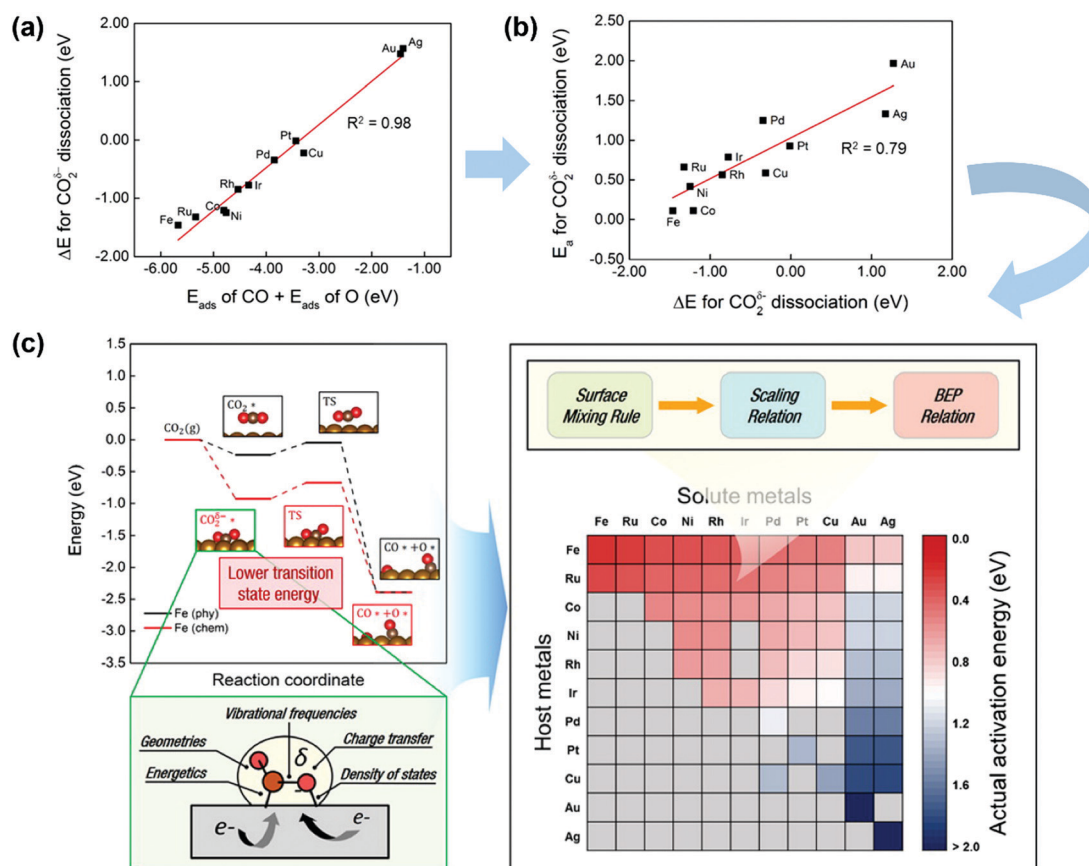 (a)
2.00
1.00
0.00
-1.00
-2.00
ΔE for CO₂^δ- dissociation (eV
Au
Ag
R² = 0.98
Pt
Pd
Cu
Rh
Ir
Co
Ni
Ru
Fe
-6.00 -5.00 -4.00 -3.00 -2.00 -1.00
E_ads of CO + E_ads of O (eV)
(b)
2.50
2.00
1.50
1.00
0.50
0.00
-0.50
E_a for CO₂^δ- dissociation (eV)
Au
Ag
Pd
Pt
R² = 0.79
Ir
Ru
Rh
Cu
Ni
Fe
Co
-2.00 -1.00 0.00 1.00 2.00
ΔE for CO₂^δ- dissociation (eV)
(c)
1.5
1.0
0.5
0.0
-0.5
-1.0
-1.5
-2.0
-2.5
-3.0
-3.5
Energy (eV)
CO₂ *
TS
CO₂(g)
CO₂^δ- *
TS
CO * +O *
Lower transition
state energy
Fe (phy)
Fe (chem)
CO * +O *
Reaction coordinate
Vibrational frequencies
Geometries
Charge transfer
δ
-
Energetics
Density of states
e-
e-
Surface
Mixing Rule
Scaling
Relation
BEP
Relation
Solute metals
Fe Ru Co Ni Rh Ir Pd Pt Cu Au Ag
Host metals
Fe
Ru
Co
Ni
Rh
Ir
Pd
Pt
Cu
Au
Ag
0.0
0.4
0.8
1.2
1.6
> 2.0
Actual activation energy (eV)